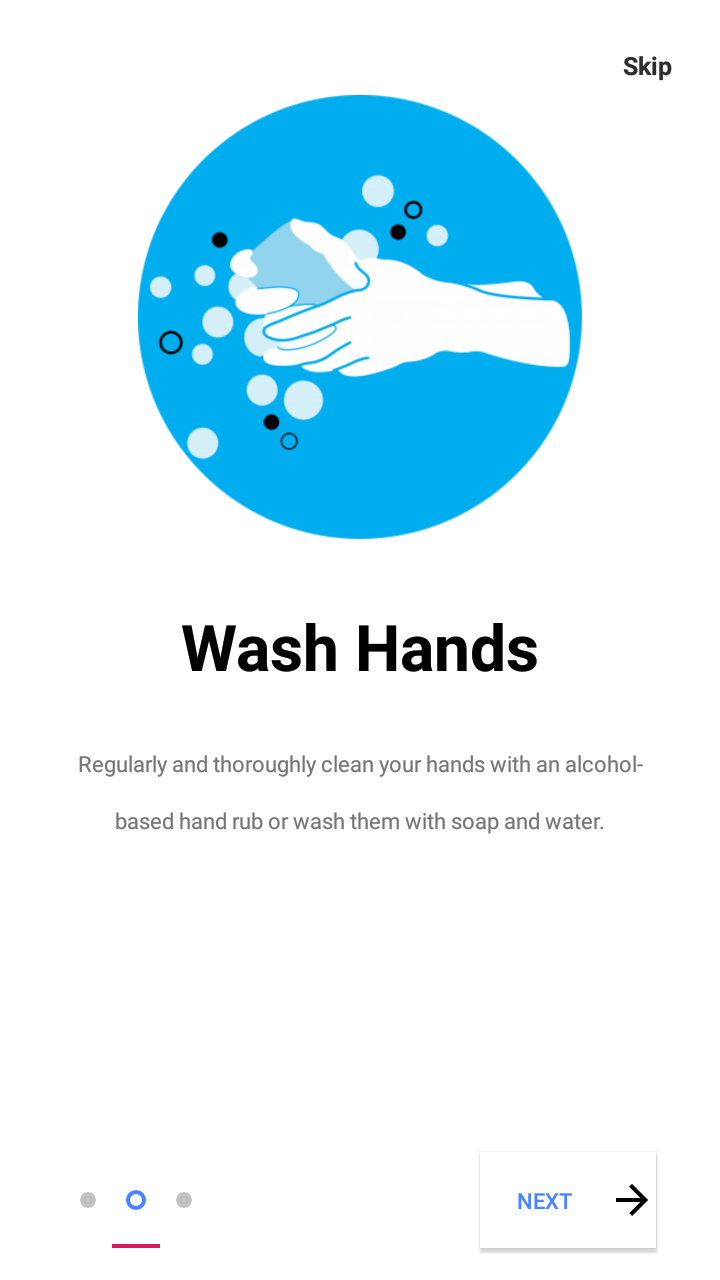 Skip
Wash Hands
Regularly and thoroughly clean your hands with an alcohol-
based hand rub or wash them with soap and water.
NEXT